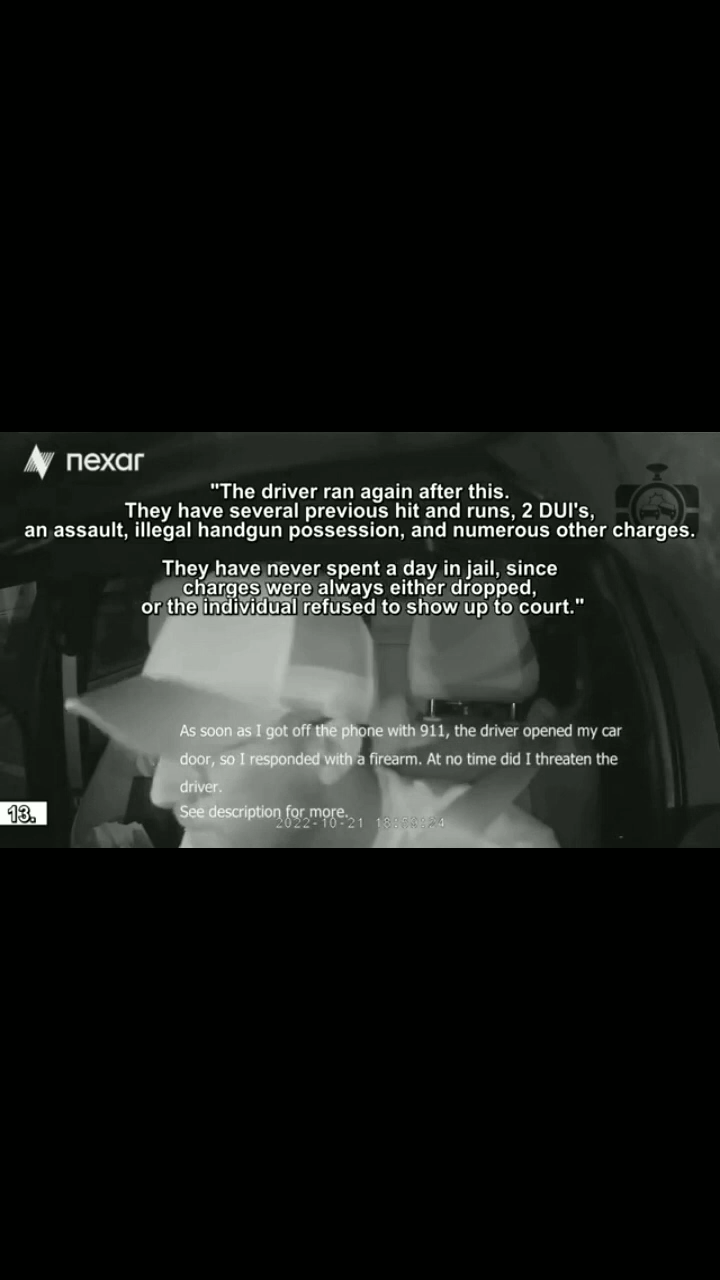 nexar
"The driver ran again after this.
They have several previous hit and runs, 2 DUI's,
an assault, illegal handgun possession, and numerous other charges.
They have never spent a day in jail, since
charges were always either dropped,
or the individual refused to show up to court."
As soon as I got off the phone with 911, the driver opened my car
door, so I responded with a firearm. At no time did I threaten the
driver.
See description for more.
13.
2022-10-21